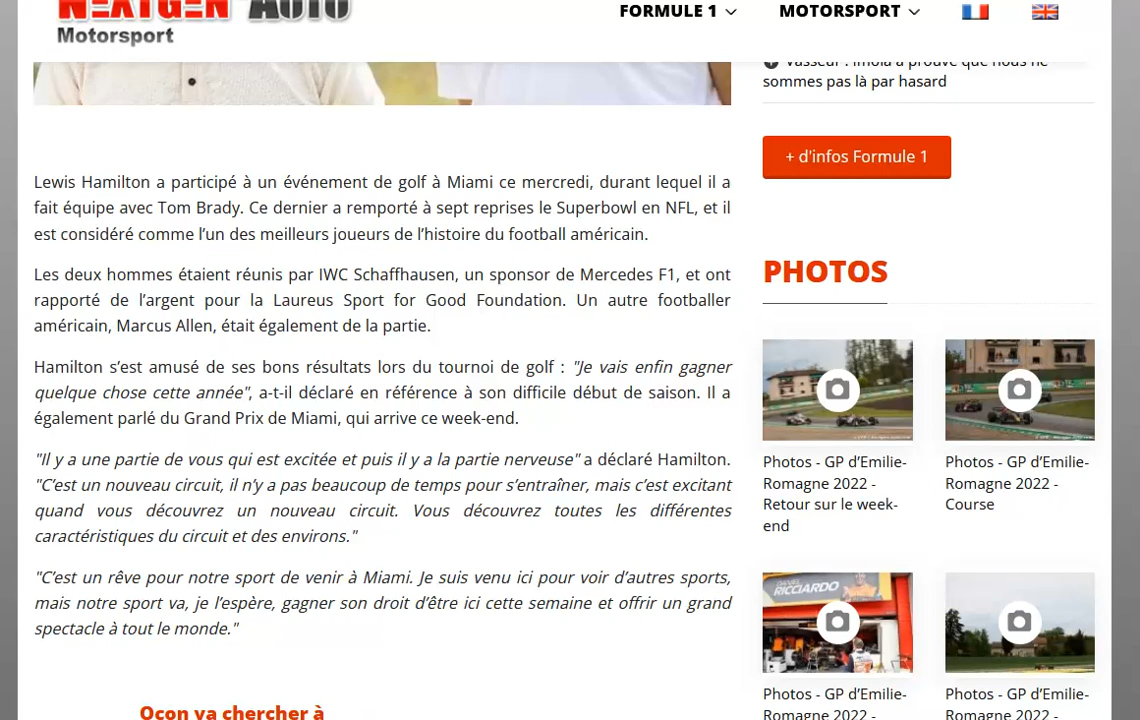 NEXTGEN AUTO
Motorsport
FORMULE 1
MOTORSPORT
Vasseur : Imola a prouvé que nous ne
sommes pas là par hasard
+ d'infos Formule 1
Lewis Hamilton a participé à un événement de golf à Miami ce mercredi, durant lequel il a
fait équipe avec Tom Brady. Ce dernier a remporté à sept reprises le Superbowl en NFL, et il
est considéré comme l’un des meilleurs joueurs de l’histoire du football américain.
Les deux hommes étaient réunis par IWC Schaffhausen, un sponsor de Mercedes F1, et ont
rapporté de l’argent pour la Laureus Sport for Good Foundation. Un autre footballer
américain, Marcus Allen, était également de la partie.
Hamilton s’est amusé de ses bons résultats lors du tournoi de golf : "Je vais enfin gagner
quelque chose cette année", a-t-il déclaré en référence à son difficile début de saison. Il a
également parlé du Grand Prix de Miami, qui arrive ce week-end.
"Il y a une partie de vous qui est excitée et puis il y a la partie nerveuse" a déclaré Hamilton.
"C’est un nouveau circuit, il n’y a pas beaucoup de temps pour s’entraîner, mais c’est excitant
quand vous découvrez un nouveau circuit. Vous découvrez toutes les différentes
caractéristiques du circuit et des environs."
"C’est un rêve pour notre sport de venir à Miami. Je suis venu ici pour voir d’autres sports,
mais notre sport va, je l’espère, gagner son droit d’être ici cette semaine et offrir un grand
spectacle à tout le monde."
Ocon va chercher à
PHOTOS
Photos - GP d’Emilie-
Romagne 2022 -
Retour sur le week-
end
Photos - GP d’Emilie-
Romagne 2022 -
Course
DANIEL
RICCIARDO
Photos - GP d’Emilie-
Romagne 2022 -
Photos - GP d’Emilie-
Romagne 2022 -